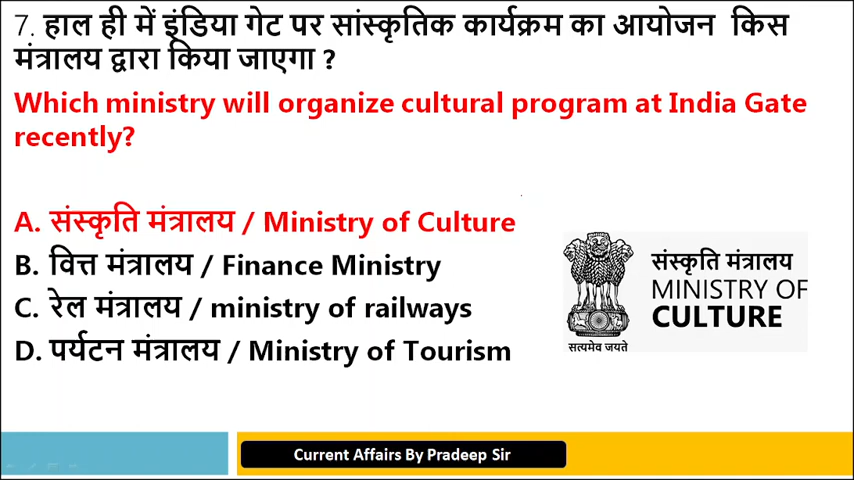 7. हाल ही में इंडिया गेट पर सांस्कृतिक कार्यक्रम का आयोजन किस
मंत्रालय द्वारा किया जाएगा ?
Which ministry will organize cultural program at India Gate
recently?
A. संस्कृति मंत्रालय / Ministry of Culture
B. वित्त मंत्रालय / Finance Ministry
C. रेल मंत्रालय / ministry of railways
D. पर्यटन मंत्रालय / Ministry of Tourism
संस्कृति मंत्रालय
MINISTRY OF
CULTURE
सत्यमेव जयते
Current Affairs By Pradeep Sir